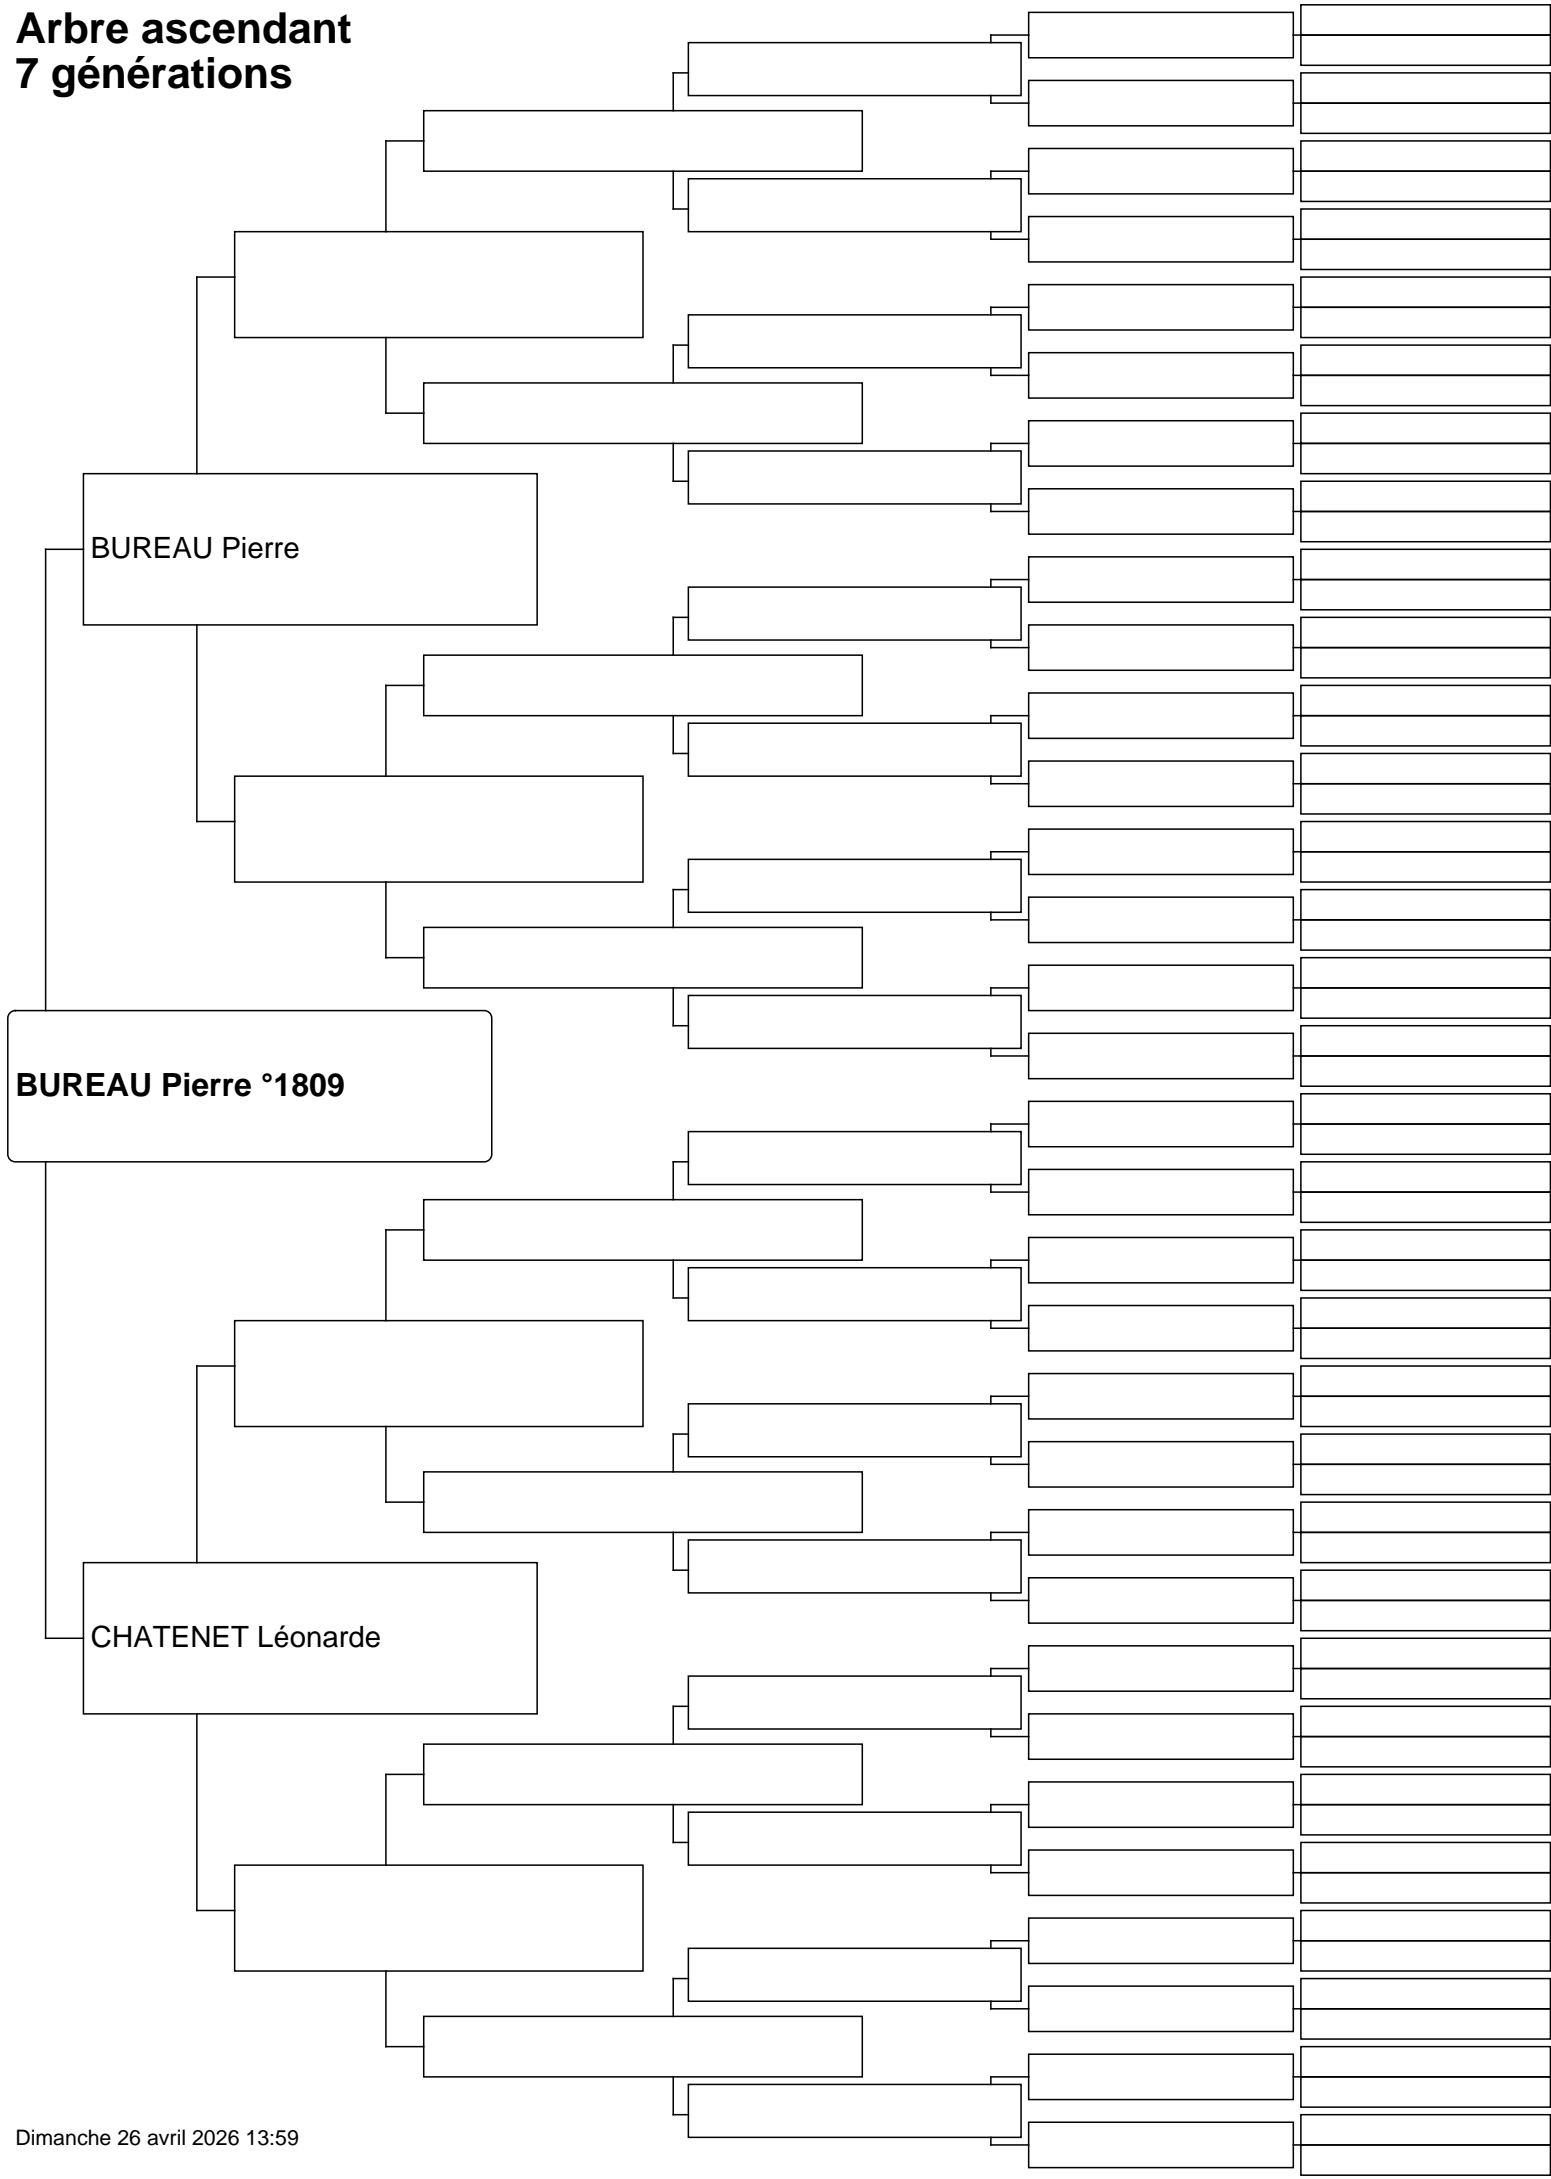 Arbre ascendant
7 générations
BUREAU Pierre
BUREAU Pierre °1809
CHATENET Léonarde
Dimanche 26 avril 2026 13:59